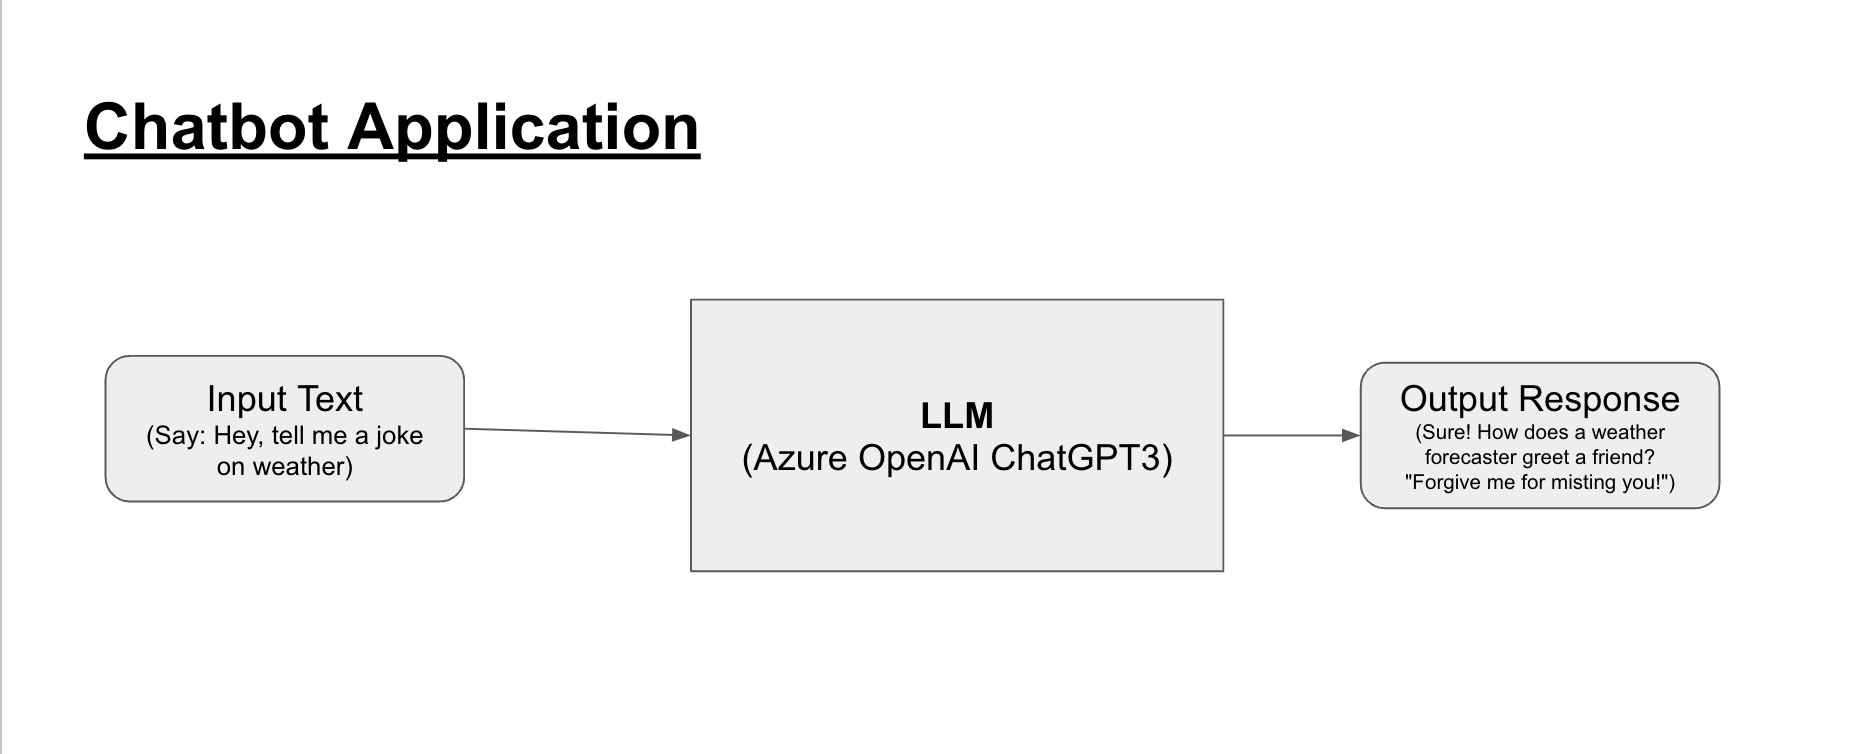 Chatbot Application
Input Text
(Say: Hey, tell me a joke
on weather)
LLM
(Azure OpenAI ChatGPT3)
Output Response
(Sure! How does a weather
forecaster greet a friend?
"Forgive me for misting you!")